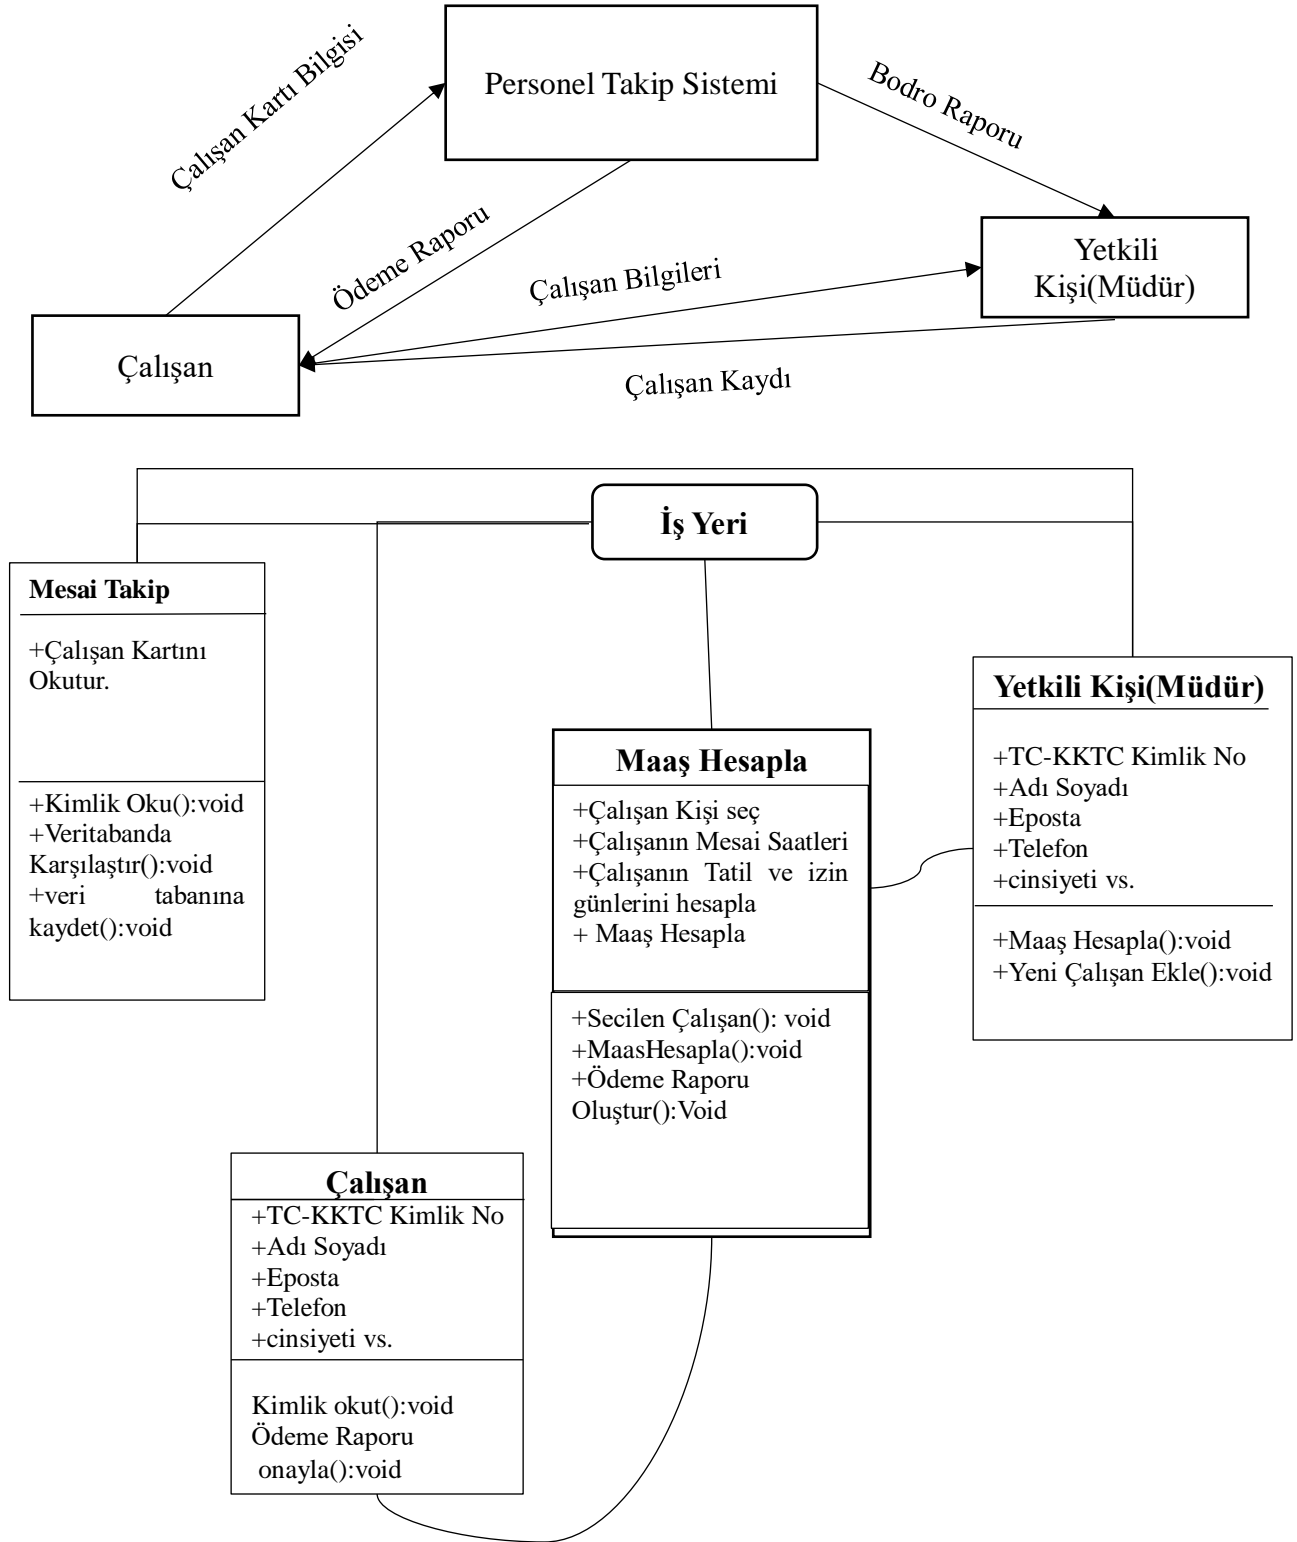 Personel Takip Sistemi
Çalışan Kartı Bilgisi
Bodro Raporu
Ödeme Raporu
Çalışan Bilgileri
Yetkili
Kişi(Müdür)
Çalışan
Çalışan Kaydı
İş Yeri
Mesai Takip
+Çalışan Kartını
Okutur.
+Kimlik Oku():void
+Veritabanda
Karşılaştır():void
+veri tabanına
kaydet():void
Yetkili Kişi(Müdür)
+TC-KKTC Kimlik No
+Adı Soyadı
+Eposta
+Telefon
+cinsiyeti vs.
+Maaş Hesapla():void
+Yeni Çalışan Ekle():void
Maaş Hesapla
+Çalışan Kişi seç
+Çalışanın Mesai Saatleri
+Çalışanın Tatil ve izin
günlerini hesapla
+ Maaş Hesapla
+Secilen Çalışan(): void
+MaasHesapla():void
+Ödeme Raporu
Oluştur():Void
Çalışan
+TC-KKTC Kimlik No
+Adı Soyadı
+Eposta
+Telefon
+cinsiyeti vs.
Kimlik okut():void
Ödeme Raporu
onayla():void